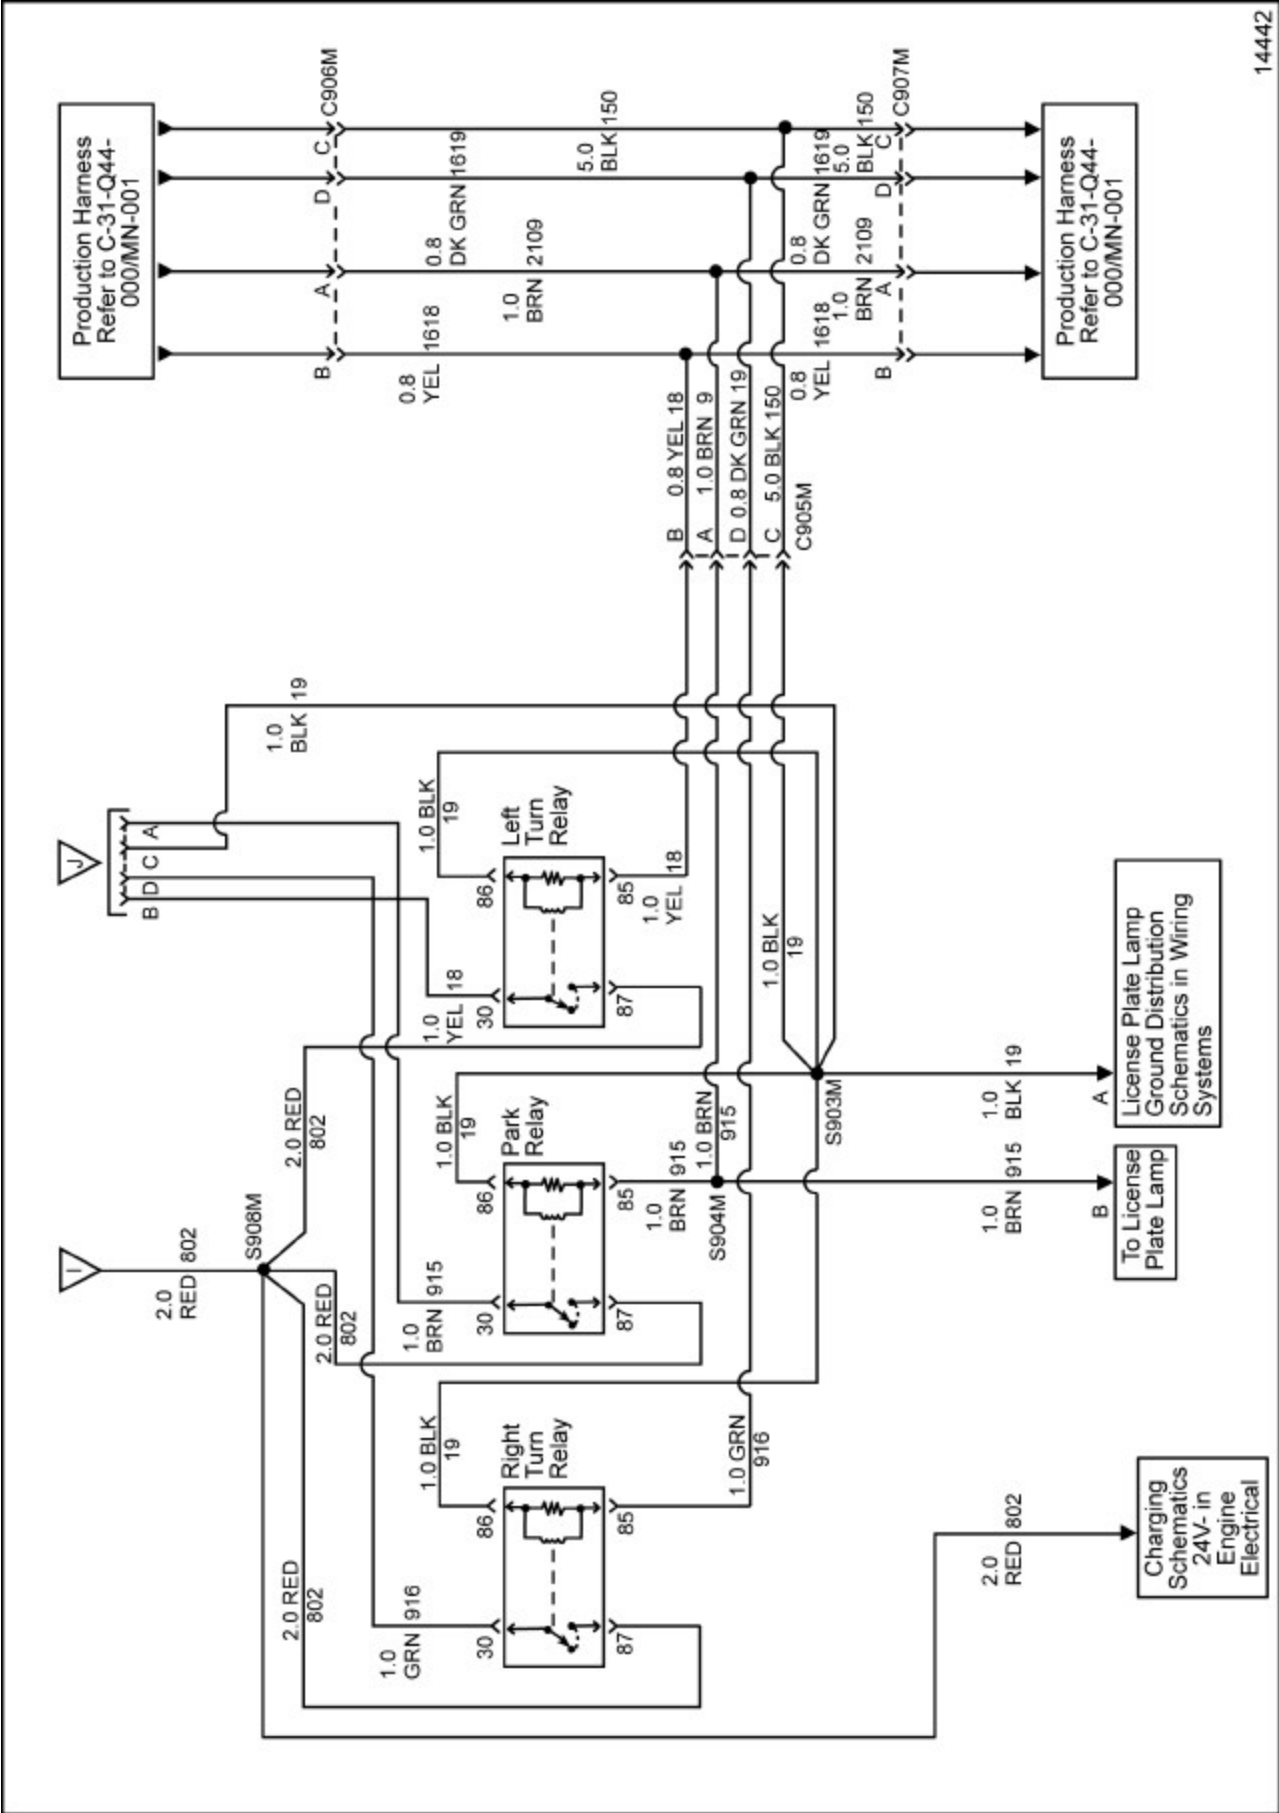 J
B D C A
I
2.0
RED 802
S908M
2.0 RED
802
2.0 RED
802
2.0 RED
802
1.0
BLK 19
1.0
GRN 916
1.0
BRN 915
1.0
YEL 18
Right
Turn
Relay
30
86
87
85
1.0 BLK
19
1.0 GRN
916
Park
Relay
30
86
87
85
1.0 BLK
19
1.0
BRN 915
S904M
1.0 BRN
915
Left
Turn
Relay
30
86
87
85
1.0 BLK
19
1.0
YEL 18
1.0 BLK
19
S903M
2.0
RED 802
Charging
Schematics
24V- in
Engine
Electrical
1.0
BRN 915
B
To License
Plate Lamp
1.0
BLK 19
A
License Plate Lamp
Ground Distribution
Schematics in Wiring
Systems
B 0.8 YEL 18
A 1.0 BRN 9
D 0.8 DK GRN 19
C 5.0 BLK 150
C905M
Production Harness
Refer to C-31-Q44-
000/MN-001
B A D C C906M
0.8
YEL 1618
1.0
BRN 2109
0.8
DK GRN 1619
5.0
BLK 150
0.8
YEL 1618
1.0
BRN 2109
0.8
DK GRN 1619
5.0
BLK 150
B A D C C907M
Production Harness
Refer to C-31-Q44-
000/MN-001
14442